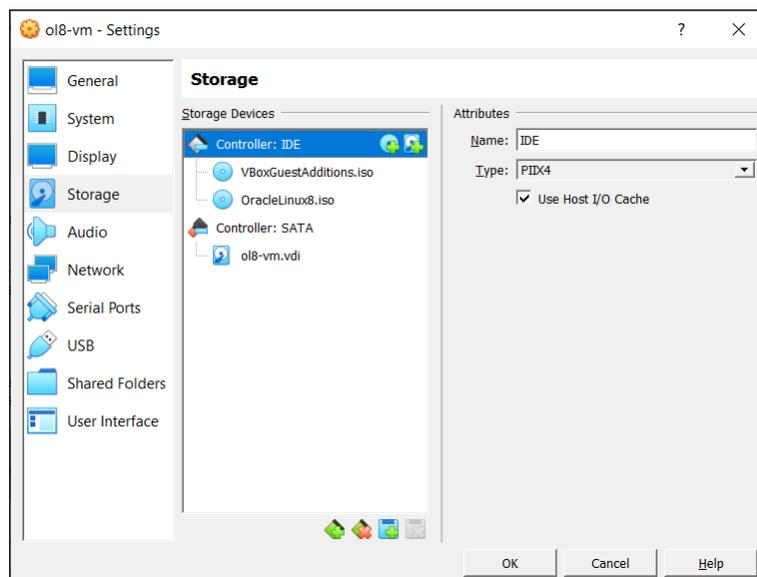 ol8-vm - Settings
?
General
System
Display
Storage
Audio
Network
Serial Ports
USB
Shared Folders
User Interface
Storage
Storage Devices
Controller: IDE
VBoxGuestAdditions.iso
OracleLinux8.iso
Controller: SATA
ol8-vm.vdi
Attributes
Name: IDE
Type: PIIX4
Use Host I/O Cache
OK
Cancel
Help